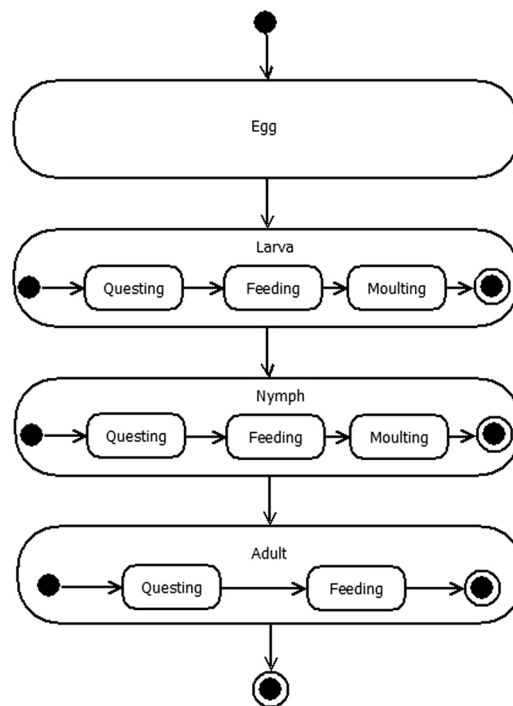 Egg
Larva
Questing Feeding Moulting
Nymph
Questing Feeding Moulting
Adult
Questing Feeding